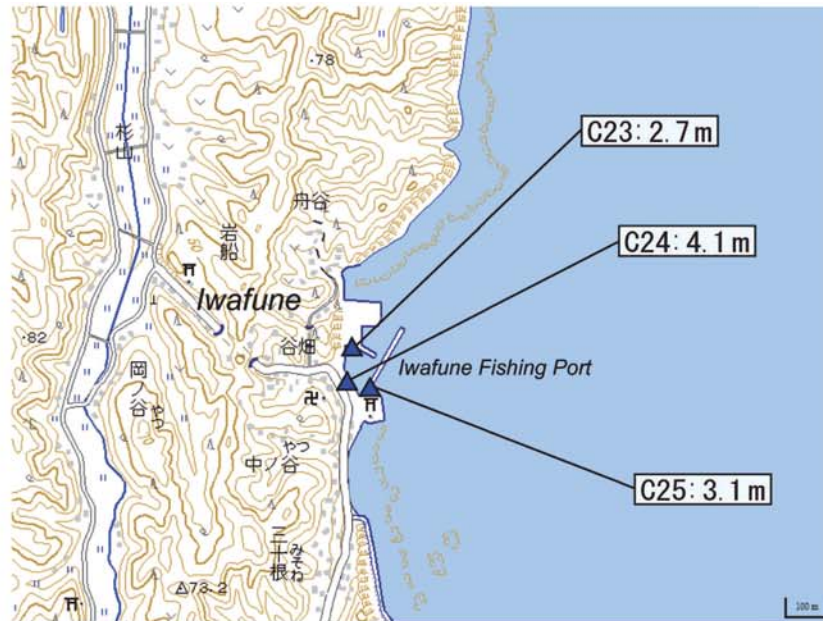 ・78
C23:2.7m
杉山
舟谷
岩船
50
C24:4.1m
Iwafune
・82
谷畑
Iwafune Fishing Port
岡ノ谷
やつ
やつ
中ノ谷
C25:3.1m
三十根
みそね
73.2
100 m